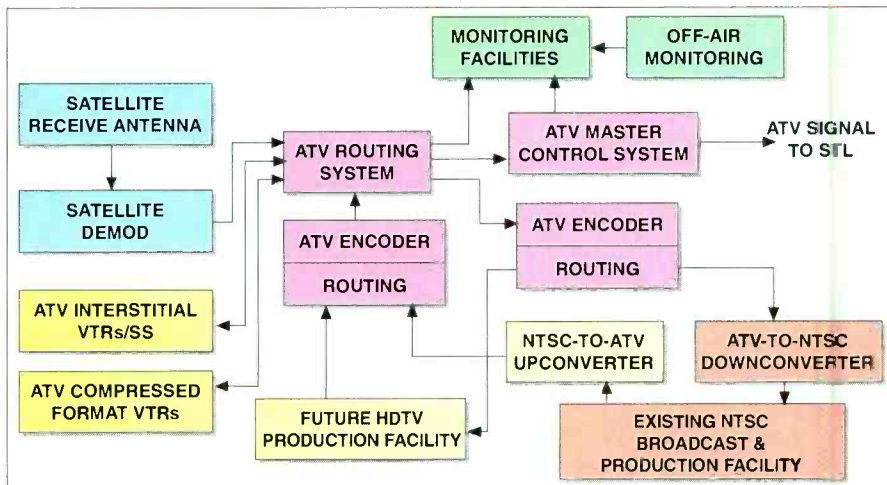 MONITORING
FACILITIES
OFF-AIR
MONITORING
SATELLITE
RECEIVE ANTENNA
ATV ROUTING
SYSTEM
ATV MASTER
CONTROL SYSTEM
ATV SIGNAL
TO STL
SATELLITE
DEMOD
ATV ENCODER
ROUTING
ATV ENCODER
ROUTING
ATV INTERSTITIAL
VTRs/SS
NTSC-TO-ATV
UPCONVERTER
ATV-TO-NTSC
DOWNCONVERTER
ATV COMPRESSED
FORMAT VTRs
FUTURE HDTV
PRODUCTION FACILITY
EXISTING NTSC
BROADCAST &
PRODUCTION FACILITY